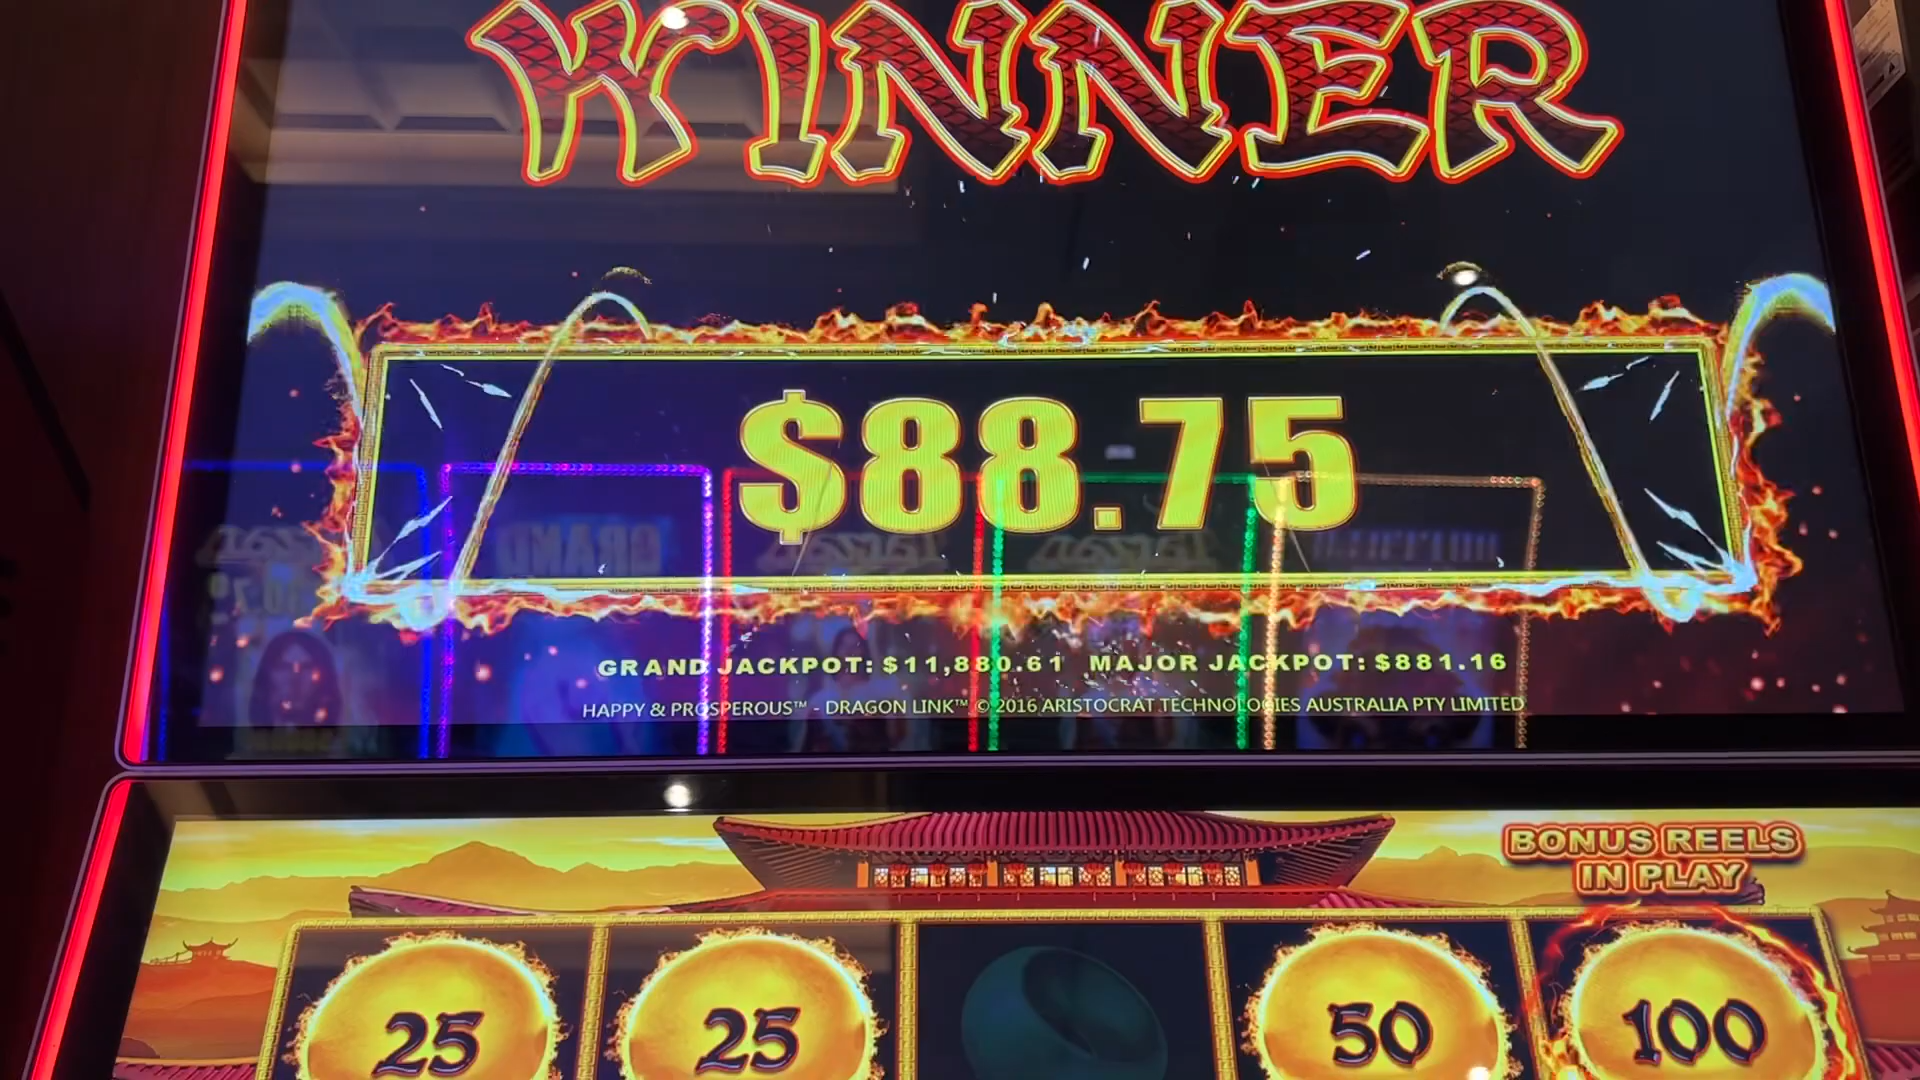 WINNER
$88.75
GRAND JACKPOT: $11,880.61 MAJOR JACKPOT: $881.16
HAPPY & PROSPEROUS™ - DRAGON LINK™ © 2016 ARISTOCRAT TECHNOLOGIES AUSTRALIA PTY LIMITED
BONUS REELS
IN PLAY
25 25 50 100